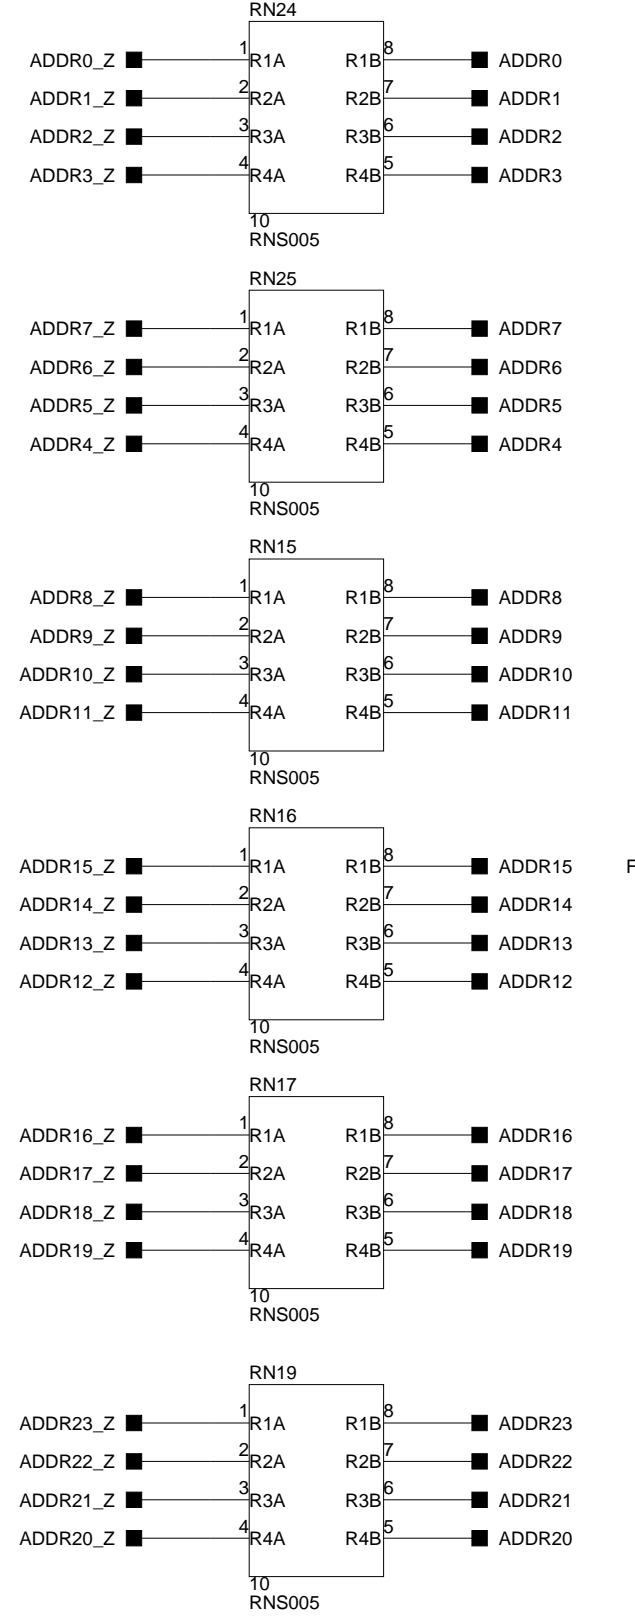 RN24
ADDR0_Z 1 R1A R1B 8 ADDR0
ADDR1_Z 2 R2A R2B 7 ADDR1
ADDR2_Z 3 R3A R3B 6 ADDR2
ADDR3_Z 4 R4A R4B 5 ADDR3
10
RNS005
RN25
ADDR7_Z 1 R1A R1B 8 ADDR7
ADDR6_Z 2 R2A R2B 7 ADDR6
ADDR5_Z 3 R3A R3B 6 ADDR5
ADDR4_Z 4 R4A R4B 5 ADDR4
10
RNS005
RN15
ADDR8_Z 1 R1A R1B 8 ADDR8
ADDR9_Z 2 R2A R2B 7 ADDR9
ADDR10_Z 3 R3A R3B 6 ADDR10
ADDR11_Z 4 R4A R4B 5 ADDR11
10
RNS005
RN16
ADDR15_Z 1 R1A R1B 8 ADDR15
ADDR14_Z 2 R2A R2B 7 ADDR14
ADDR13_Z 3 R3A R3B 6 ADDR13
ADDR12_Z 4 R4A R4B 5 ADDR12
10
RNS005
RN17
ADDR16_Z 1 R1A R1B 8 ADDR16
ADDR17_Z 2 R2A R2B 7 ADDR17
ADDR18_Z 3 R3A R3B 6 ADDR18
ADDR19_Z 4 R4A R4B 5 ADDR19
10
RNS005
RN19
ADDR23_Z 1 R1A R1B 8 ADDR23
ADDR22_Z 2 R2A R2B 7 ADDR22
ADDR21_Z 3 R3A R3B 6 ADDR21
ADDR20_Z 4 R4A R4B 5 ADDR20
10
RNS005